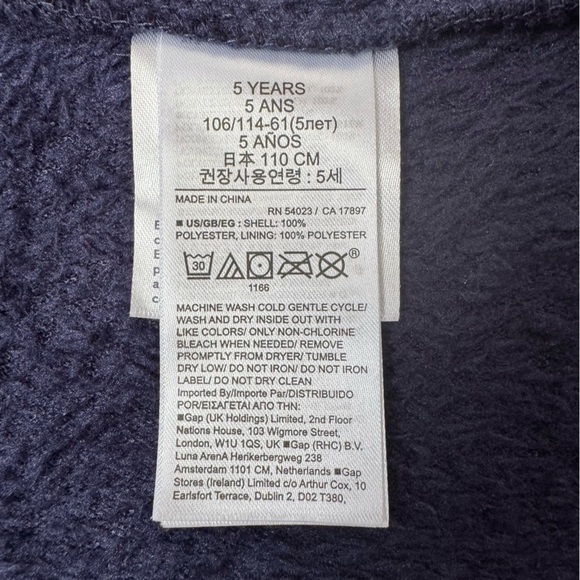 5 YEARS
5 ANS
106/114-61(5лет)
5 AÑOS
日本 110 CM
권장사용연령 : 5세
MADE IN CHINA
RN 54023 / CA 17897
■ US/GB/EG : SHELL: 100%
POLYESTER, LINING: 100% POLYESTER
30
®
1166
MACHINE WASH COLD GENTLE CYCLE/
WASH AND DRY INSIDE OUT WITH
LIKE COLORS/ ONLY NON-CHLORINE
BLEACH WHEN NEEDED/ REMOVE
PROMPTLY FROM DRYER/ TUMBLE
DRY LOW/ DO NOT IRON/ DO NOT IRON
LABEL/ DO NOT DRY CLEAN
Imported By/Importe Par/DISTRIBUIDO
POR/ΕΙΣΑΓΕΤΑΙ ΑΠΟ ΤΗΝ:
■Gap (UK Holdings) Limited, 2nd Floor
Nations House, 103 Wigmore Street,
London, W1U 1QS, UK ■Gap (RHC) B.V.
Luna ArenA Herikerbergweg 238
Amsterdam 1101 CM, Netherlands ■Gap
Stores (Ireland) Limited c/o Arthur Cox, 10
Earlsfort Terrace, Dublin 2, D02 T380,